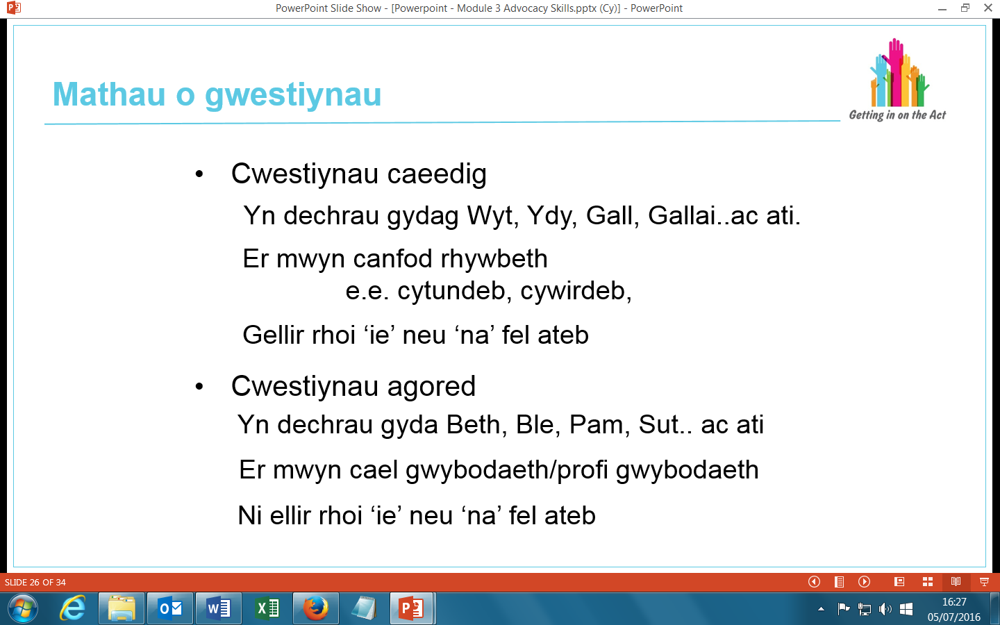 PowerPoint Slide Show - [Powerpoint - Module 3 Advocacy Skills.pptx (Cy)] - PowerPoint
Mathau o gwestiynau
Getting in on the Act
• Cwestiynau caeedig
Yn dechrau gydag Wyt, Ydy, Gall, Gallai..ac ati.
Er mwyn canfod rhywbeth
e.e. cytundeb, cywirdeb,
Gellir rhoi ‘ie’ neu ‘na’ fel ateb
• Cwestiynau agored
Yn dechrau gyda Beth, Ble, Pam, Sut.. ac ati
Er mwyn cael gwybodaeth/profi gwybodaeth
Ni ellir rhoi ‘ie’ neu ‘na’ fel ateb
SLIDE 26 OF 34
16:27
05/07/2016